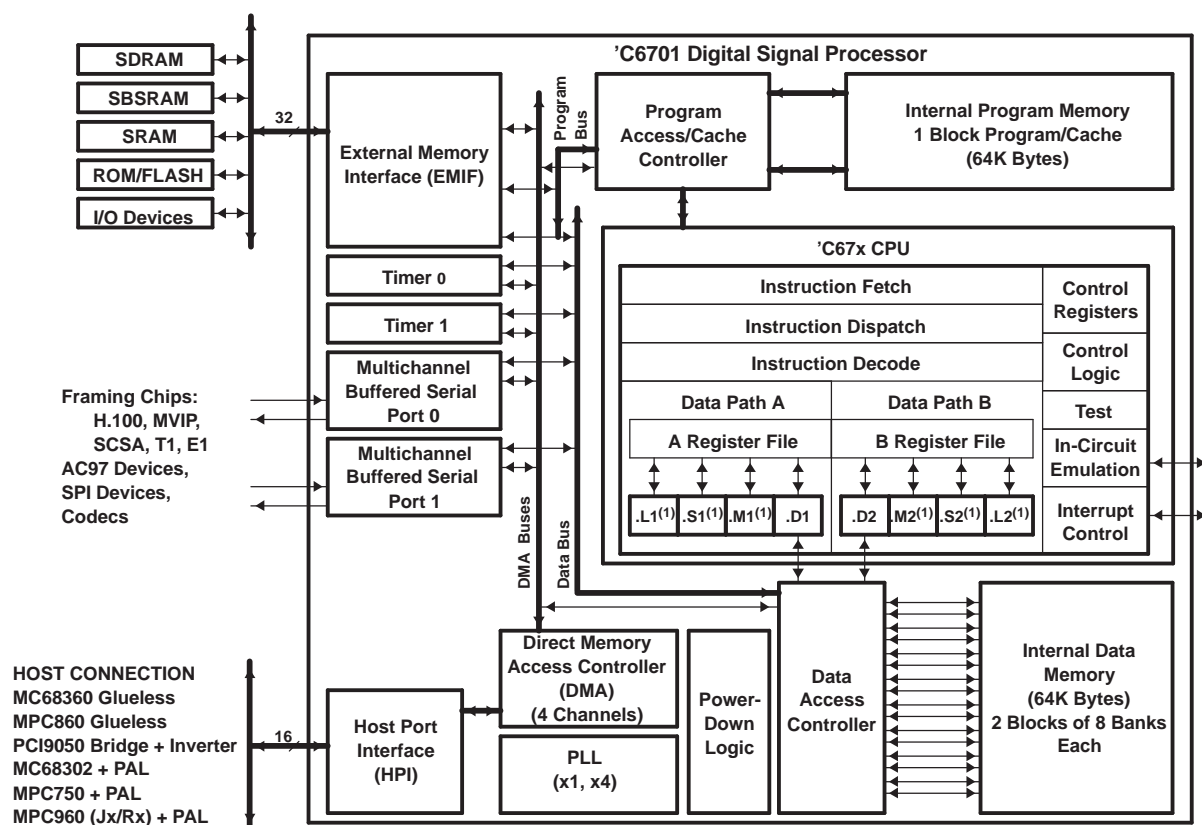 'C6701 Digital Signal Processor
SDRAM
SBSRAM
SRAM
ROM/FLASH
I/O Devices
32
External Memory
Interface (EMIF)
Program
Bus
Program
Access/Cache
Controller
Internal Program Memory
1 Block Program/Cache
(64K Bytes)
Timer 0
Timer 1
Multichannel
Buffered Serial
Port 0
Multichannel
Buffered Serial
Port 1
Framing Chips:
H.100, MVIP,
SCSA, T1, E1
AC97 Devices,
SPI Devices,
Codecs
DMA Buses
Data Bus
'C67x CPU
Instruction Fetch
Instruction Dispatch
Instruction Decode
Data Path A
Data Path B
A Register File
B Register File
.L1(1) .S1(1) .M1(1) .D1
.D2 .M2(1) .S2(1) .L2(1)
Control
Registers
Control
Logic
Test
In-Circuit
Emulation
Interrupt
Control
HOST CONNECTION
MC68360 Glueless
MPC860 Glueless
PCI9050 Bridge + Inverter
MC68302 + PAL
MPC750 + PAL
MPC960 (Jx/Rx) + PAL
16
Host Port
Interface
(HPI)
Direct Memory
Access Controller
(DMA)
(4 Channels)
PLL
(x1, x4)
Power-
Down
Logic
Data
Access
Controller
Internal Data
Memory
(64K Bytes)
2 Blocks of 8 Banks
Each